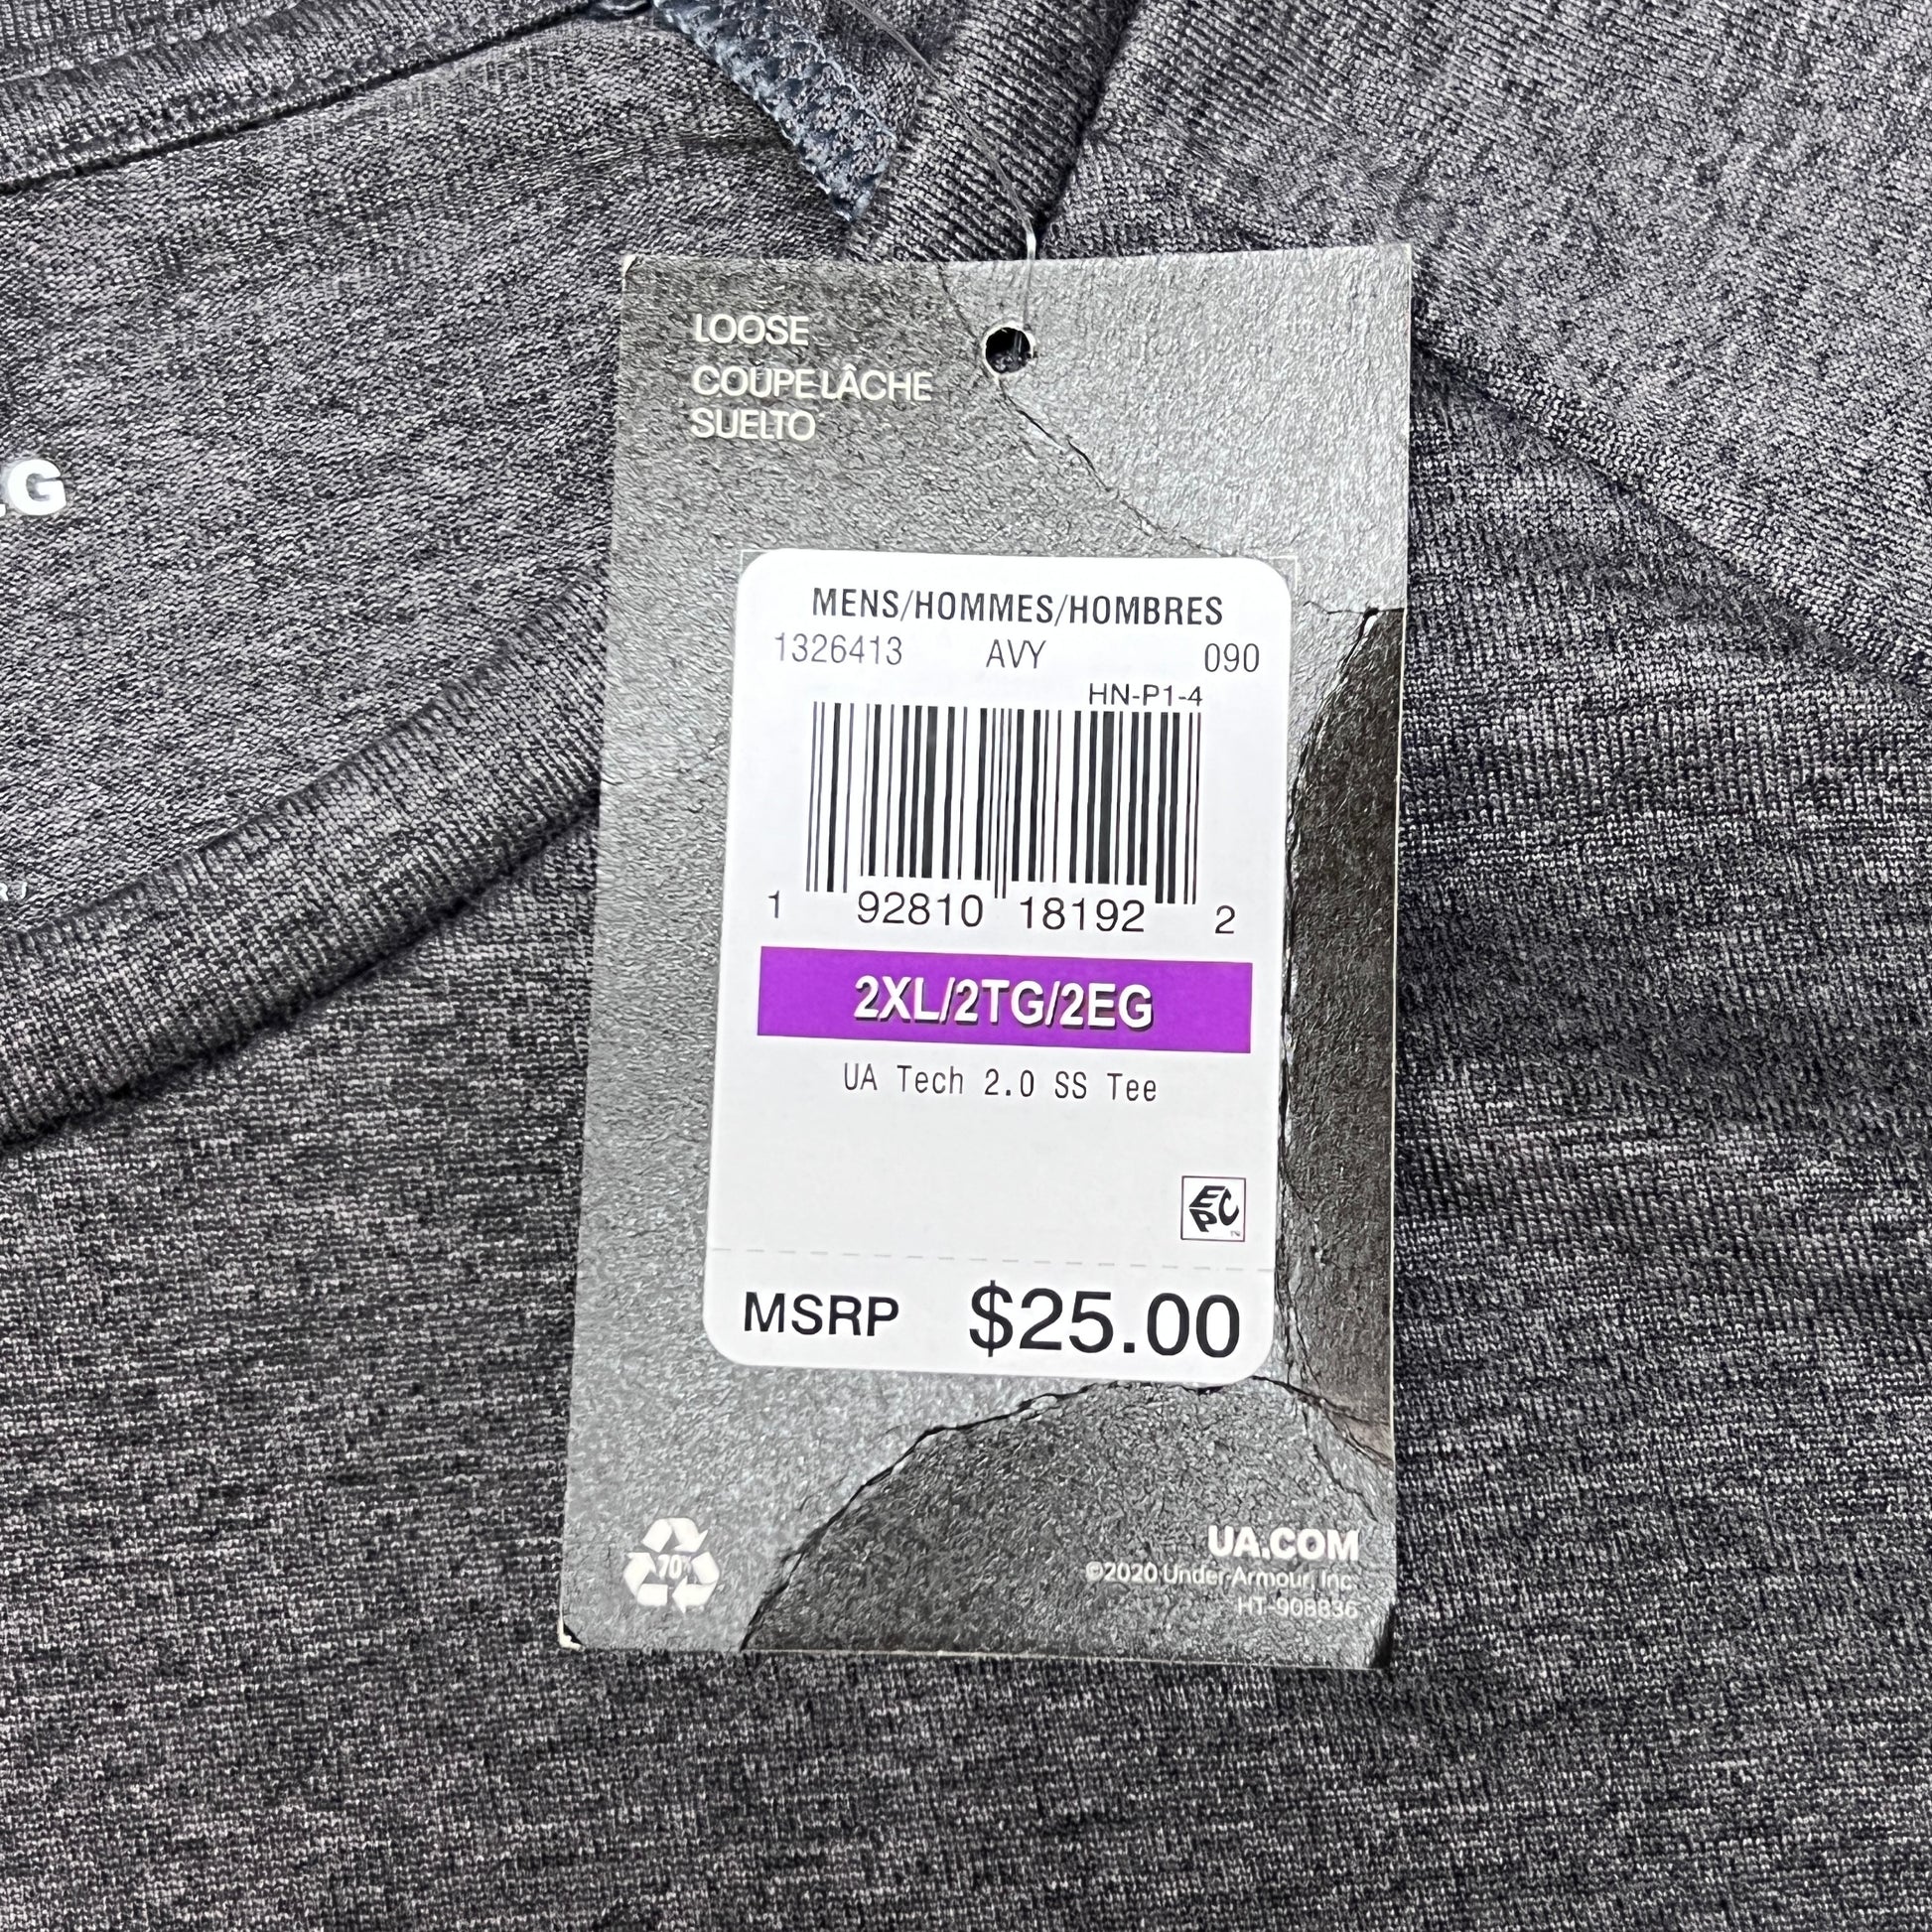 LOOSE
COUPE LÂCHE
SUELTO
G
MENS/HOMMES/HOMBRES
1326413 AVY 090
HN-P1-4
1 92810 18192 2
2XL/2TG/2EG
UA Tech 2.0 SS Tee
EPC
MSRP $25.00
70%
UA.COM
©2020 Under Armour, Inc.
HT-908836